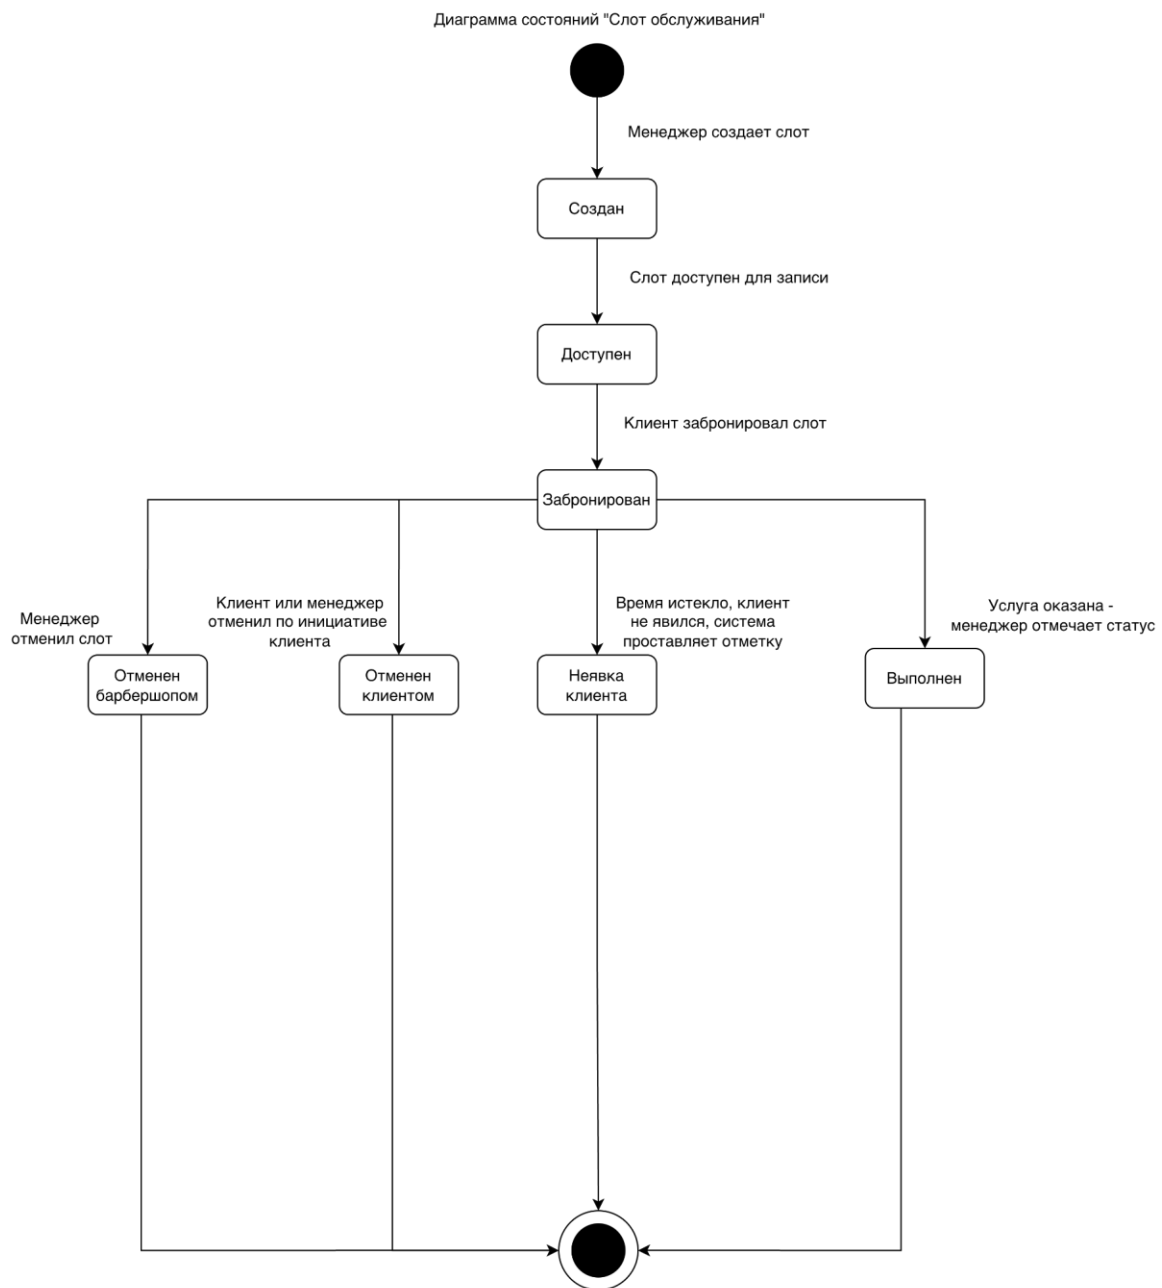 Диаграмма состояний "Слот обслуживания"
Менеджер создает слот
Создан
Слот доступен для записи
Доступен
Клиент забронировал слот
Забронирован
Менеджер
отменил слот
Клиент или менеджер
отменил по инициативе
клиента
Время истекло, клиент
не явился, система
проставляет отметку
Услуга оказана -
менеджер отмечает статус
Отменен
барбершопом
Отменен
клиентом
Неявка
клиента
Выполнен